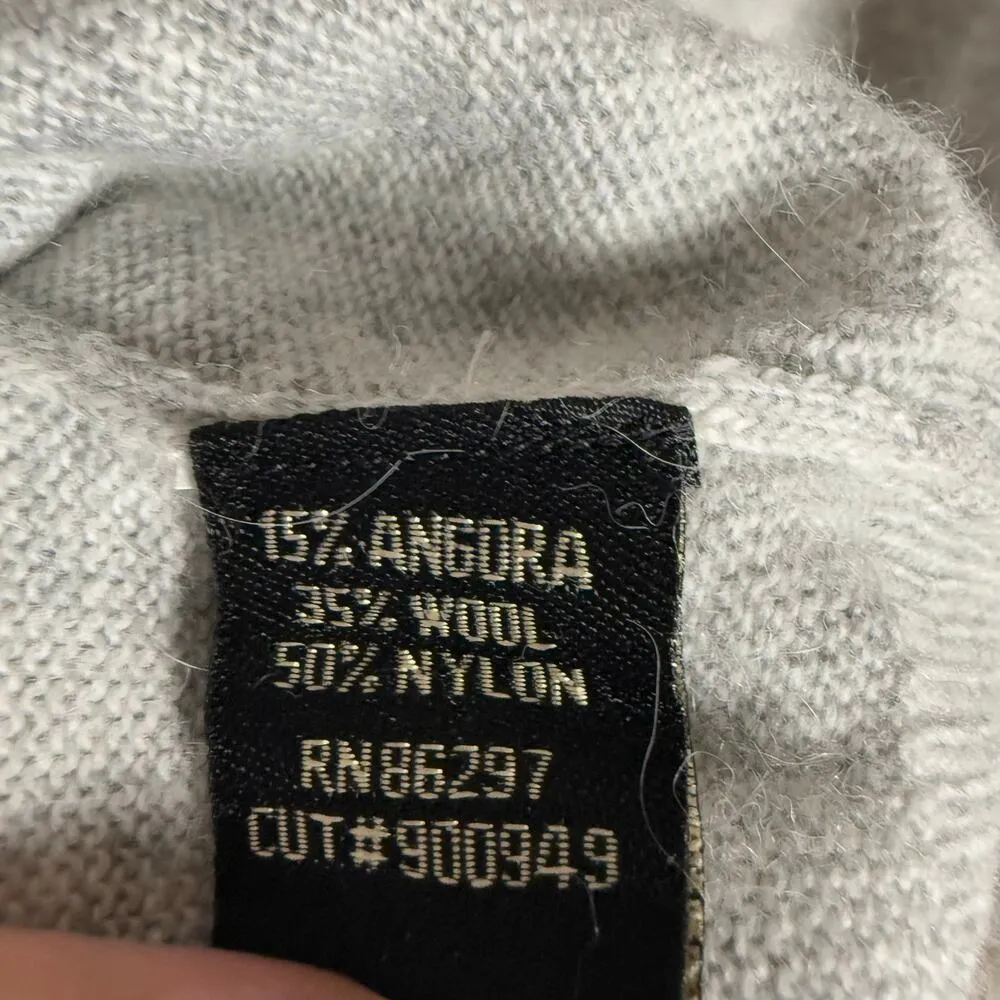 15% ANGORA
35% WOOL
50% NYLON
RN86297
CUT#900949